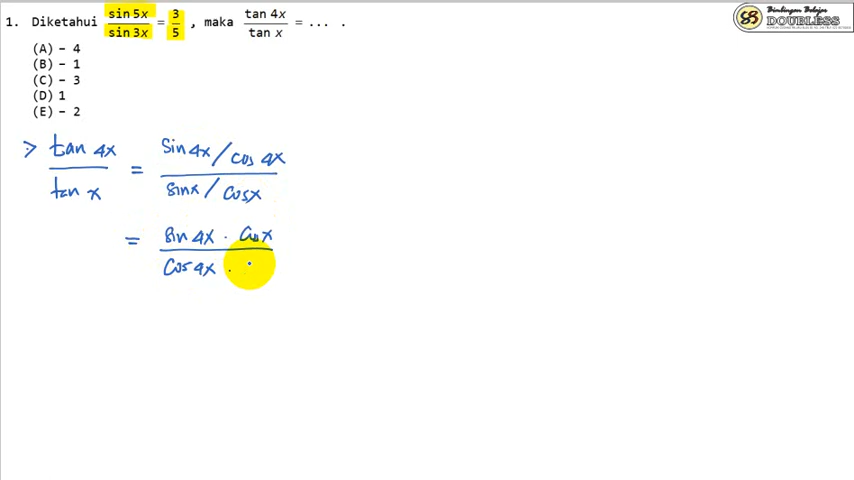 1. Diketahui sin 5x / sin 3x = 3/5 , maka tan 4x / tan x = ... .
(A) – 4
(B) – 1
(C) – 3
(D) 1
(E) – 2
Bimbingan Belajar
DOUBLESS
tan 4x / tan x = sin 4x / cos 4x
sin x / cos x
= sin 4x . cos x
cos 4x .